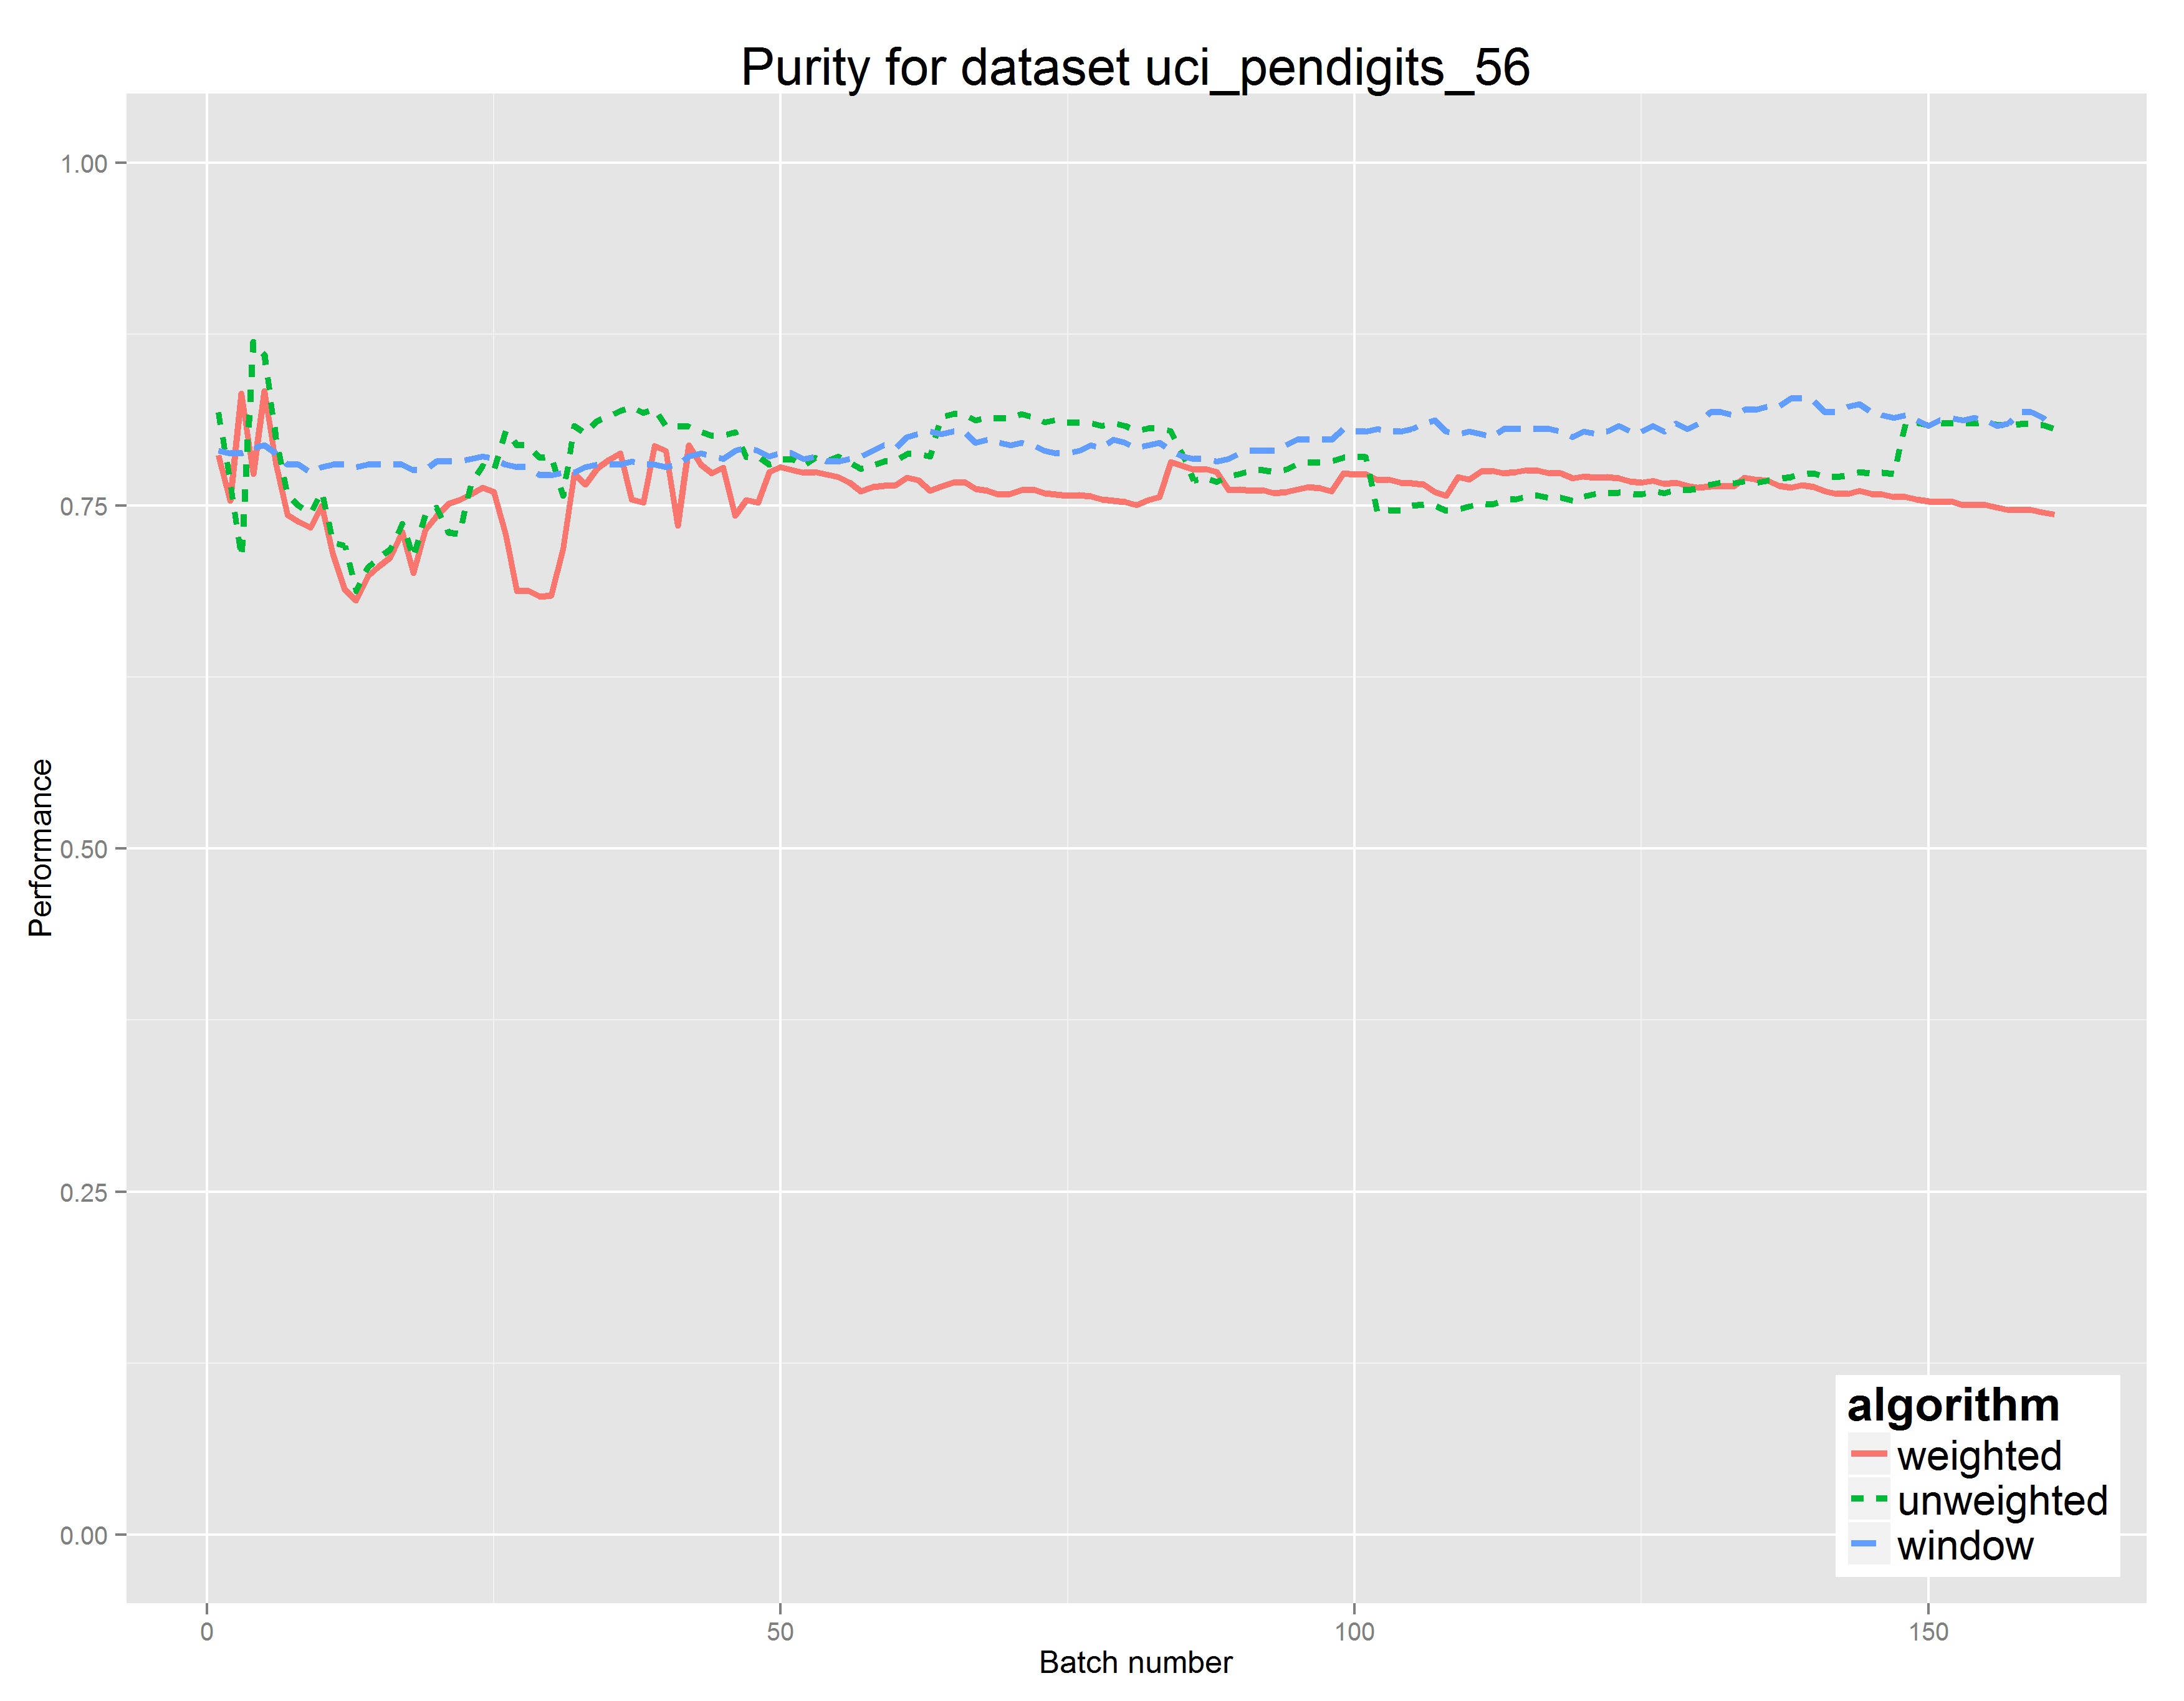 Purity for dataset uci_pendigits_56
1.00
0.75
0.50
0.25
0.00
Performance
0
50
100
150
Batch number
algorithm
weighted
unweighted
window